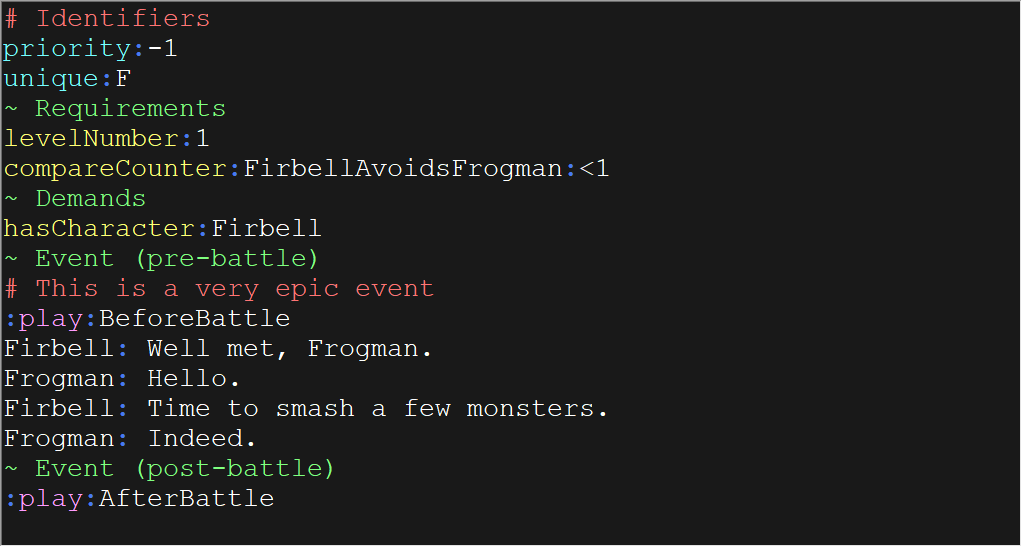 # Identifiers
priority:-1
unique:F
~ Requirements
levelNumber:1
compareCounter:FirbellAvoidsFrogman:<1
~ Demands
hasCharacter:Firbell
~ Event (pre-battle)
# This is a very epic event
:play:BeforeBattle
Firbell: Well met, Frogman.
Frogman: Hello.
Firbell: Time to smash a few monsters.
Frogman: Indeed.
~ Event (post-battle)
:play:AfterBattle